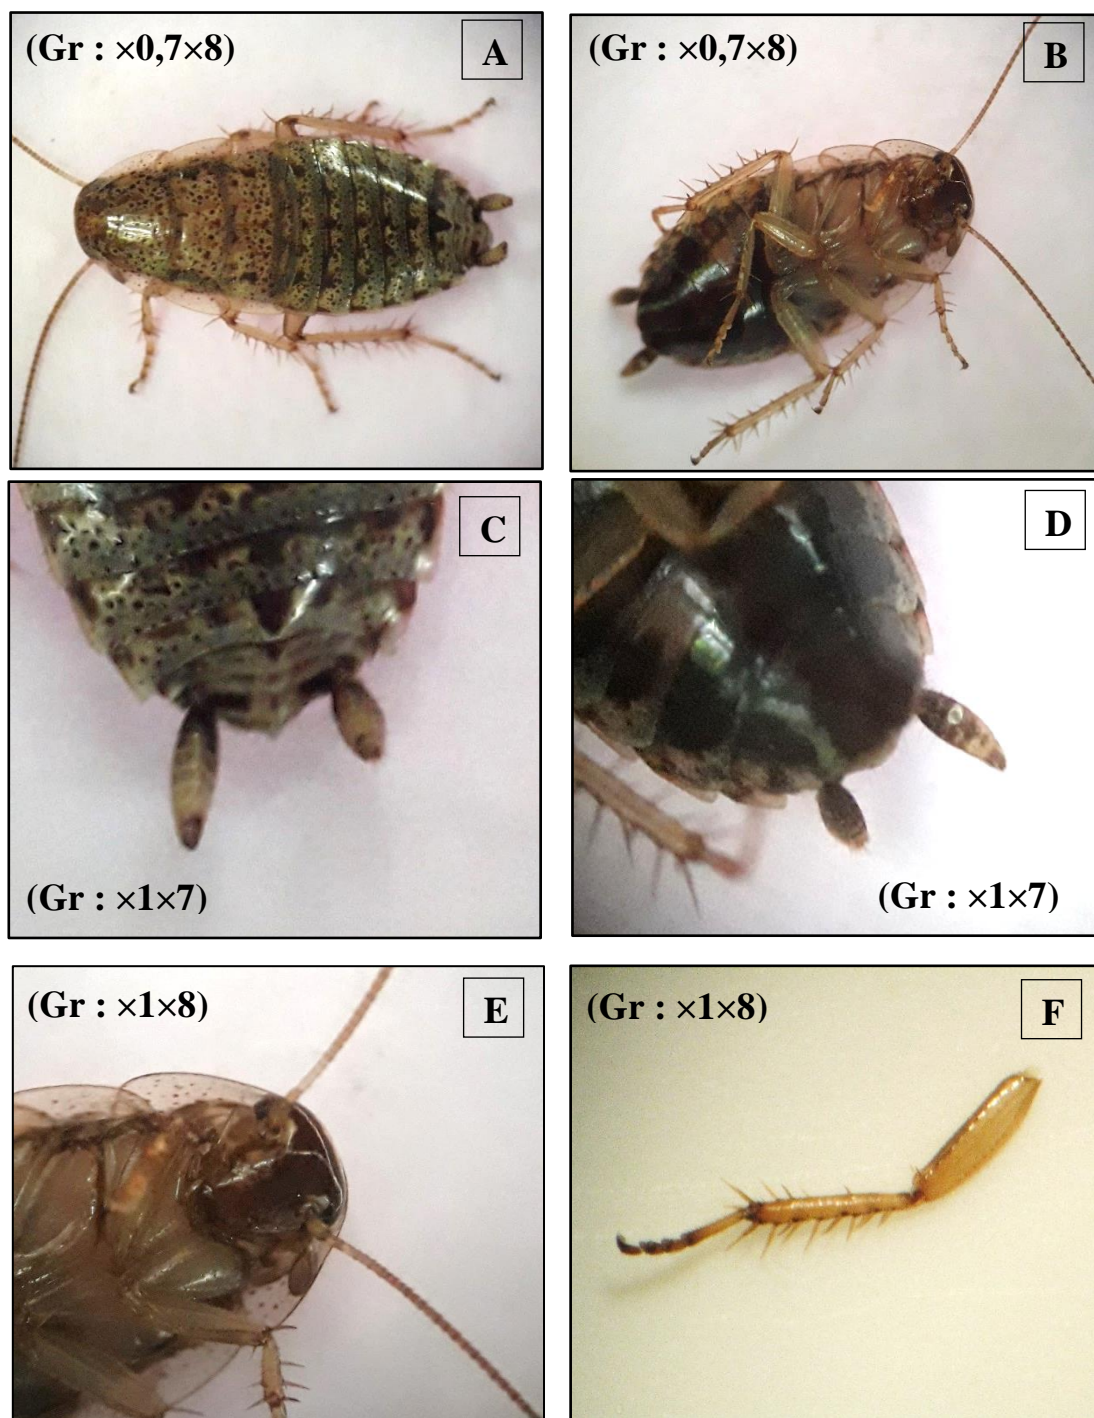 (Gr : ×0,7×8)
A
(Gr : ×0,7×8)
B
C
(Gr : ×1×7)
D
(Gr : ×1×7)
(Gr : ×1×8)
E
(Gr : ×1×8)
F